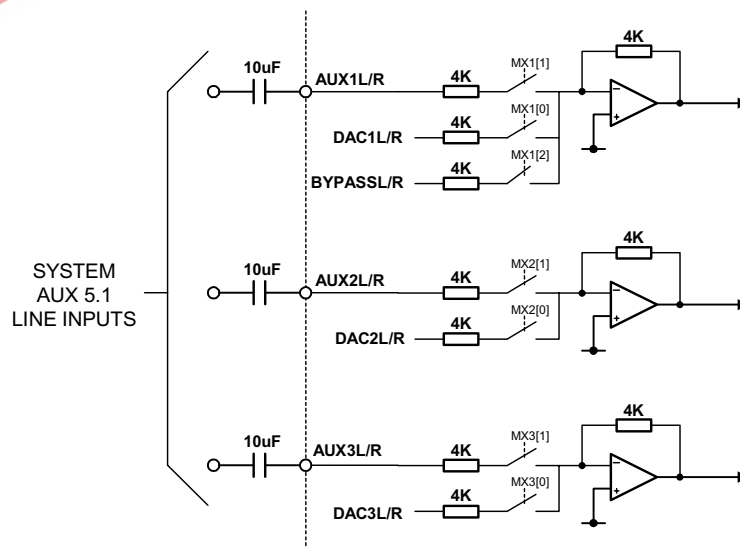 10uF
AUX1L/R
4K
MX1[1]
4K
DAC1L/R
4K
MX1[0]
BYPASSL/R
4K
MX1[2]
SYSTEM
AUX 5.1
LINE INPUTS
10uF
AUX2L/R
4K
MX2[1]
4K
DAC2L/R
4K
MX2[0]
10uF
AUX3L/R
4K
MX3[1]
4K
DAC3L/R
4K
MX3[0]